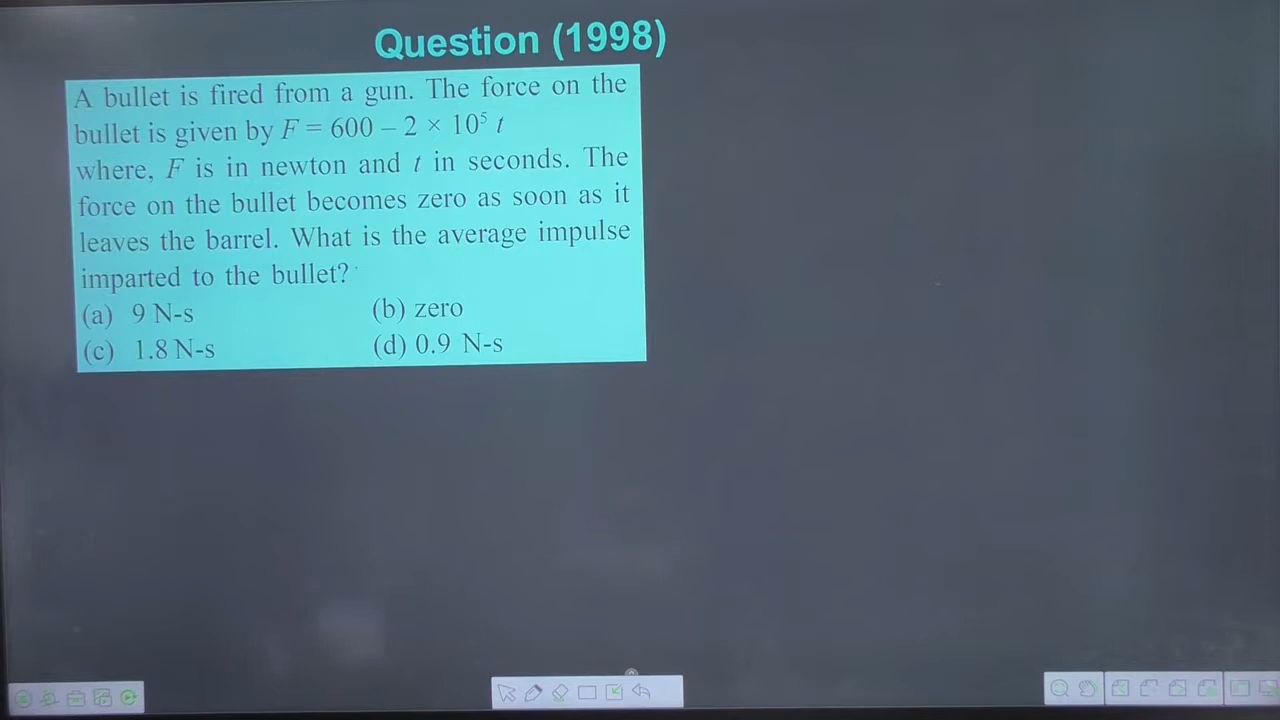 Question (1998)
A bullet is fired from a gun. The force on the
bullet is given by F = 600 – 2 × 10⁵ t
where, F is in newton and t in seconds. The
force on the bullet becomes zero as soon as it
leaves the barrel. What is the average impulse
imparted to the bullet?
(a) 9 N-s (b) zero
(c) 1.8 N-s (d) 0.9 N-s